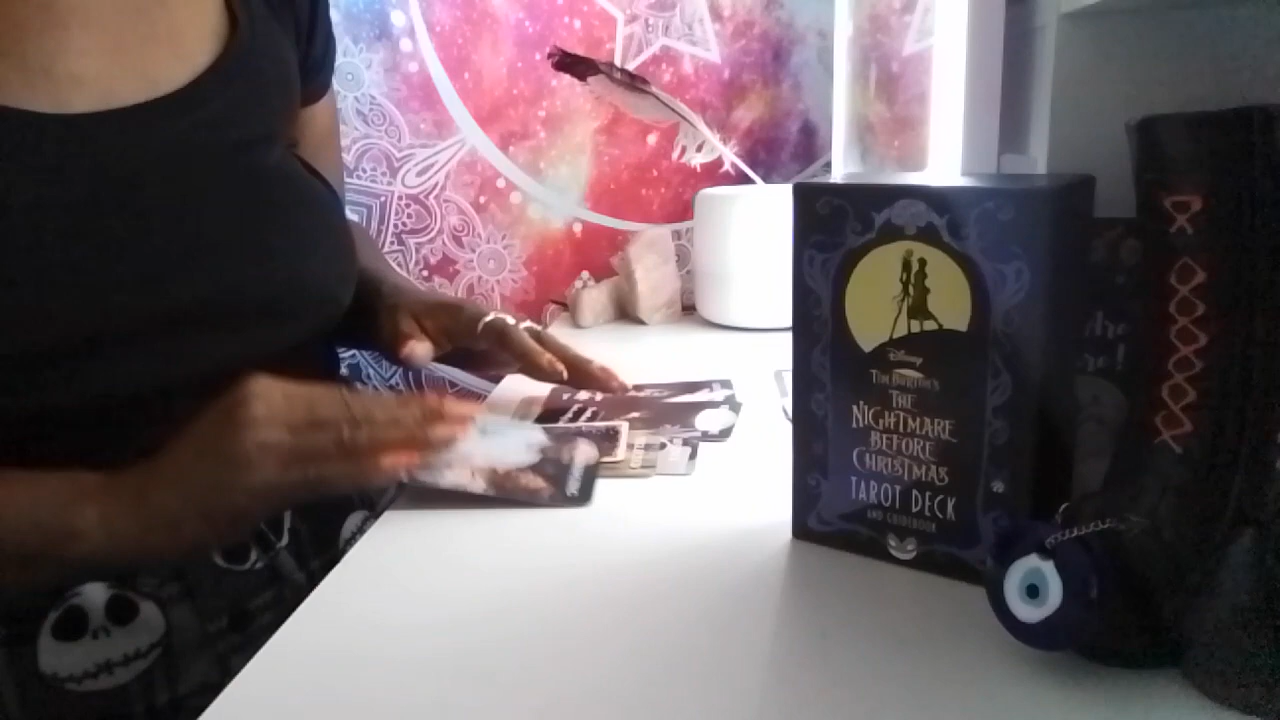 Disney
TIM BURTON'S
THE
NIGHTMARE
BEFORE
CHRISTMAS
TAROT DECK
AND GUIDEBOOK